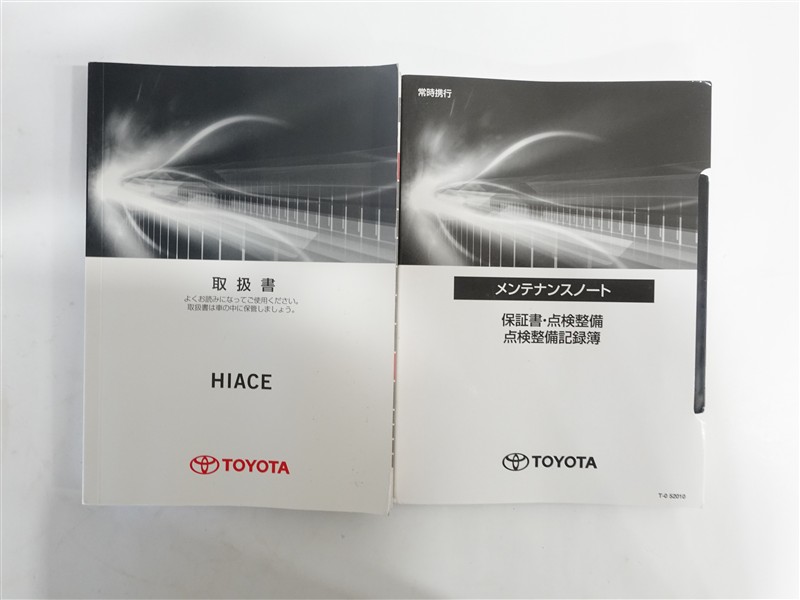 取扱書
よくお読みになってご使用ください。
取扱書は車の中に保管しましょう。
HIACE
TOYOTA
常時携行
メンテナンスノート
保証書・点検整備
点検整備記録簿
TOYOTA
T-0 52010